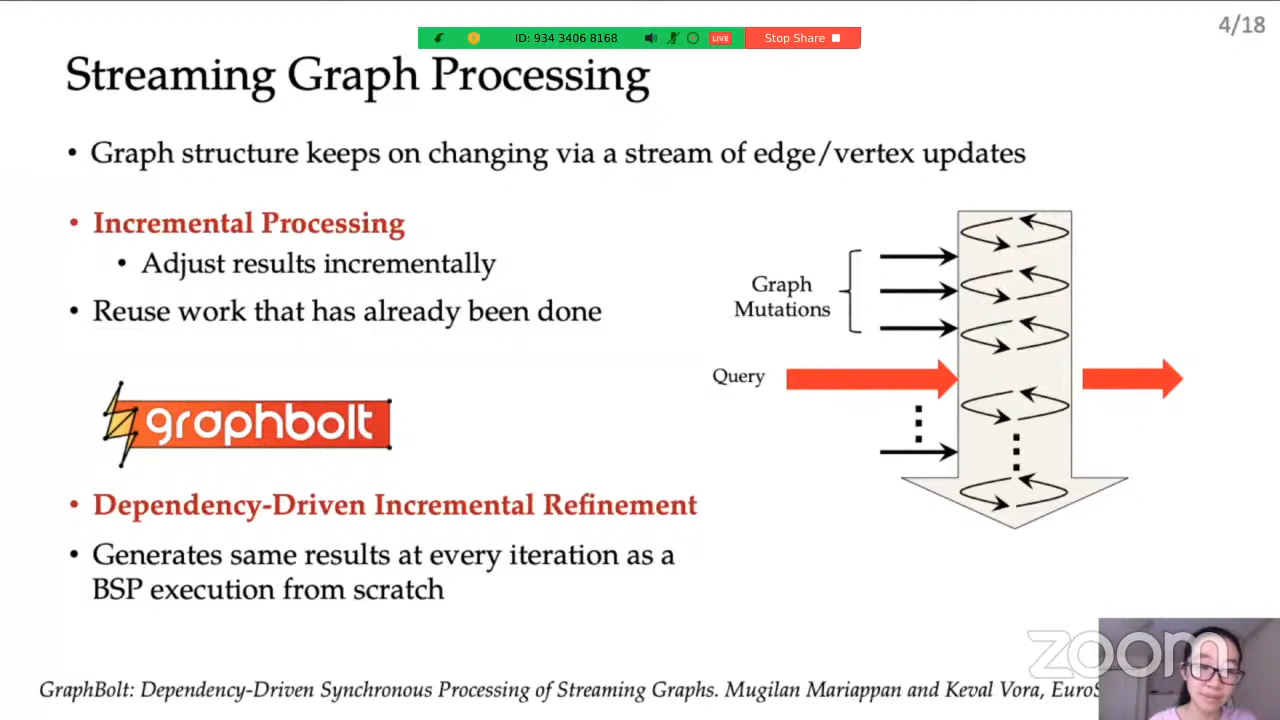 4/18
ID: 934 3406 8168
LIVE
Stop Share
Streaming Graph Processing
• Graph structure keeps on changing via a stream of edge/vertex updates
• Incremental Processing
• Adjust results incrementally
• Reuse work that has already been done
Graph
Mutations
Query
graphbolt
• Dependency-Driven Incremental Refinement
• Generates same results at every iteration as a
BSP execution from scratch
zoom
GraphBolt: Dependency-Driven Synchronous Processing of Streaming Graphs. Mugilan Mariappan and Keval Vora,